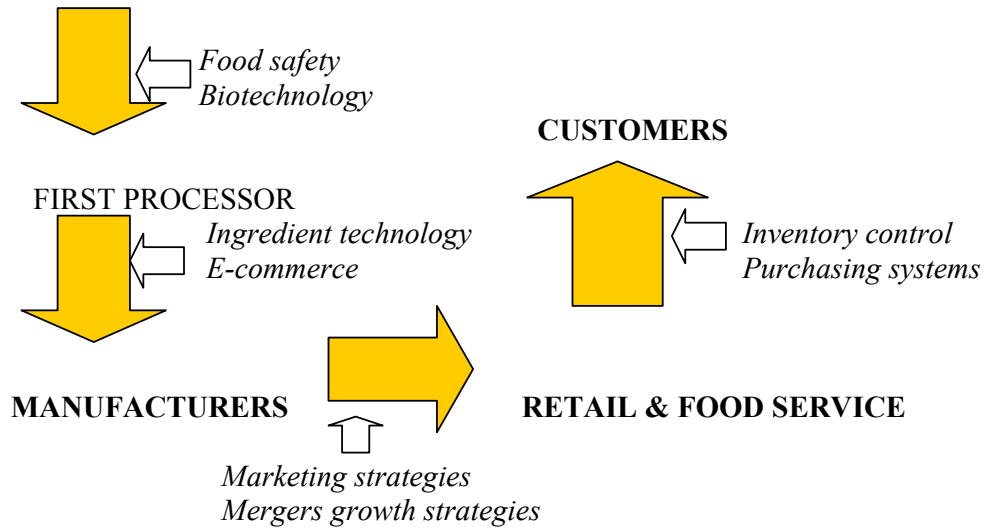 Food safety
Biotechnology
CUSTOMERS
FIRST PROCESSOR
Ingredient technology
E-commerce
Inventory control
Purchasing systems
MANUFACTURERS
RETAIL & FOOD SERVICE
Marketing strategies
Mergers growth strategies